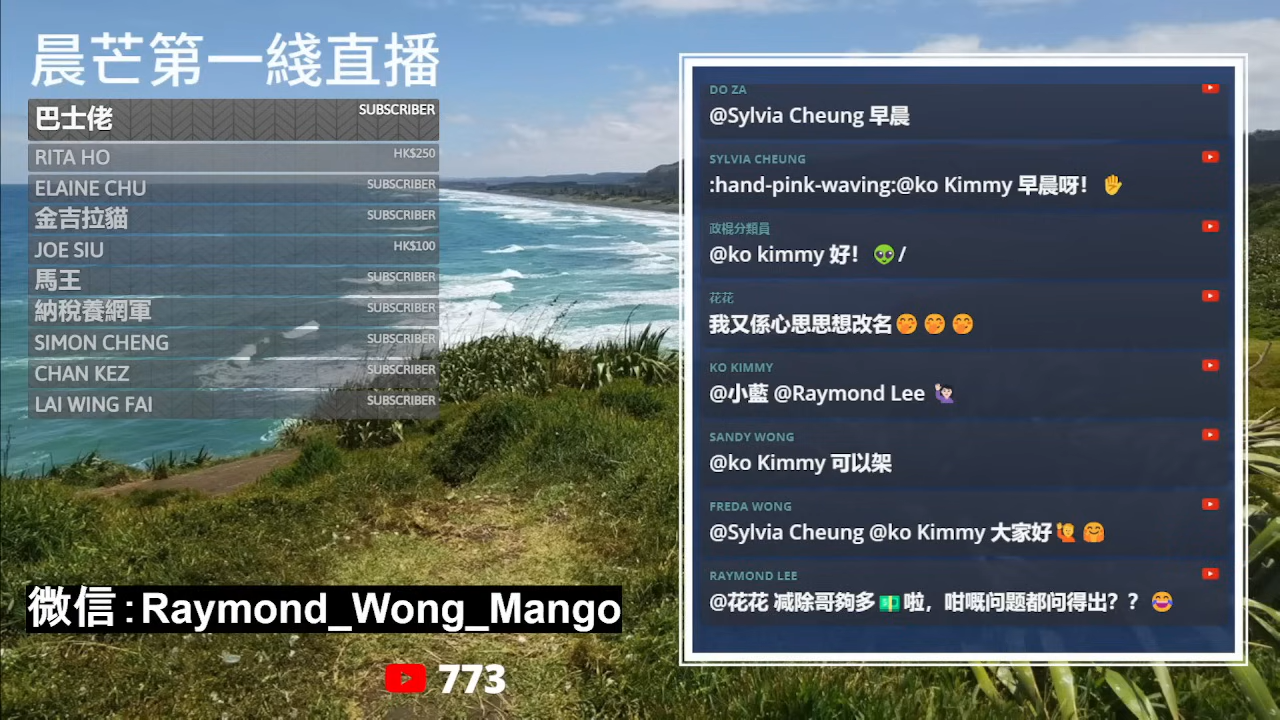 晨芒第一綫直播
巴士佬 SUBSCRIBER
RITA HO HK$250
ELAINE CHU SUBSCRIBER
金吉拉貓 SUBSCRIBER
JOE SIU HK$100
馬王 SUBSCRIBER
納稅養網軍 SUBSCRIBER
SIMON CHENG SUBSCRIBER
CHAN KEZ SUBSCRIBER
LAI WING FAI SUBSCRIBER
微信:Raymond_Wong_Mango
773
DO ZA
@Sylvia Cheung 早晨
SYLVIA CHEUNG
:hand-pink-waving:@ko Kimmy 早晨呀! ✋
政棍分類員
@ko kimmy 好! 👽/
花花
我又係心思思想改名🤭🤭🤭
KO KIMMY
@小藍 @Raymond Lee 🙋🏻‍♀️
SANDY WONG
@ko Kimmy 可以架
FREDA WONG
@Sylvia Cheung @ko Kimmy 大家好🙋🤗
RAYMOND LEE
@花花 减除哥夠多💵啦，咁嘅问题都问得出？？😂